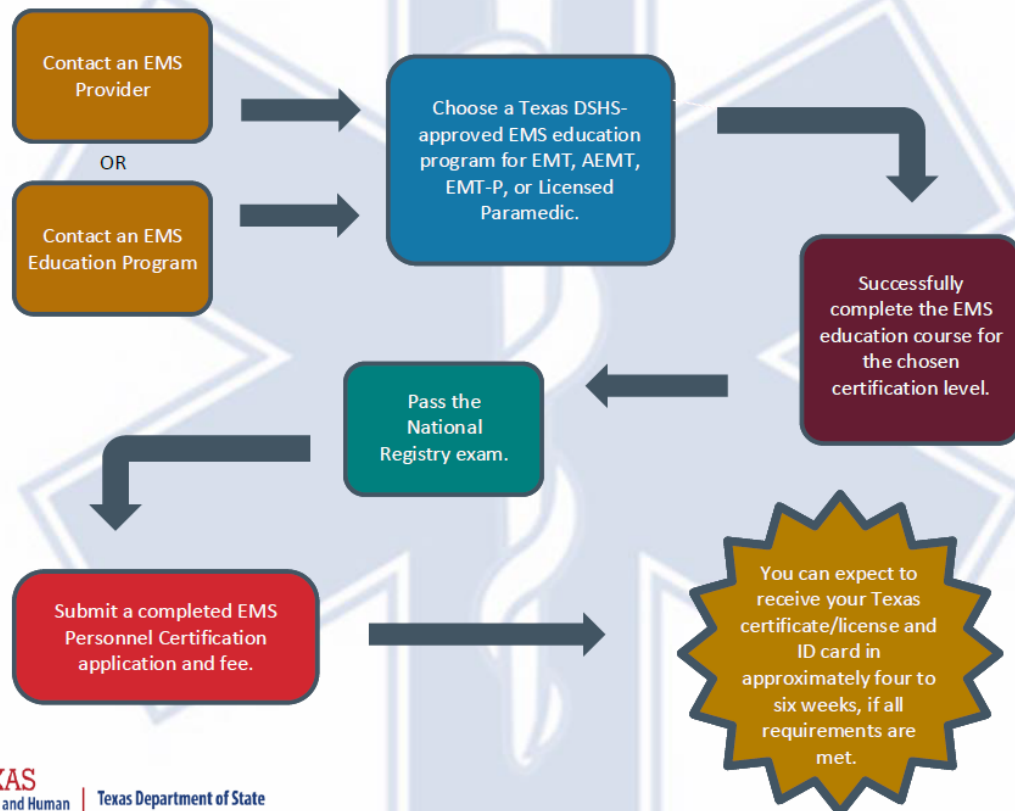 Contact an EMS
Provider
OR
Contact an EMS
Education Program
Choose a Texas DSHS-
approved EMS education
program for EMT, AEMT,
EMT-P, or Licensed
Paramedic.
Successfully
complete the EMS
education course for
the chosen
certification level.
Pass the
National
Registry exam.
Submit a completed EMS
Personnel Certification
application and fee.
You can expect to
receive your Texas
certificate/license and
ID card in
approximately four to
six weeks, if all
requirements are
met.
XAS
and Human
Texas Department of State